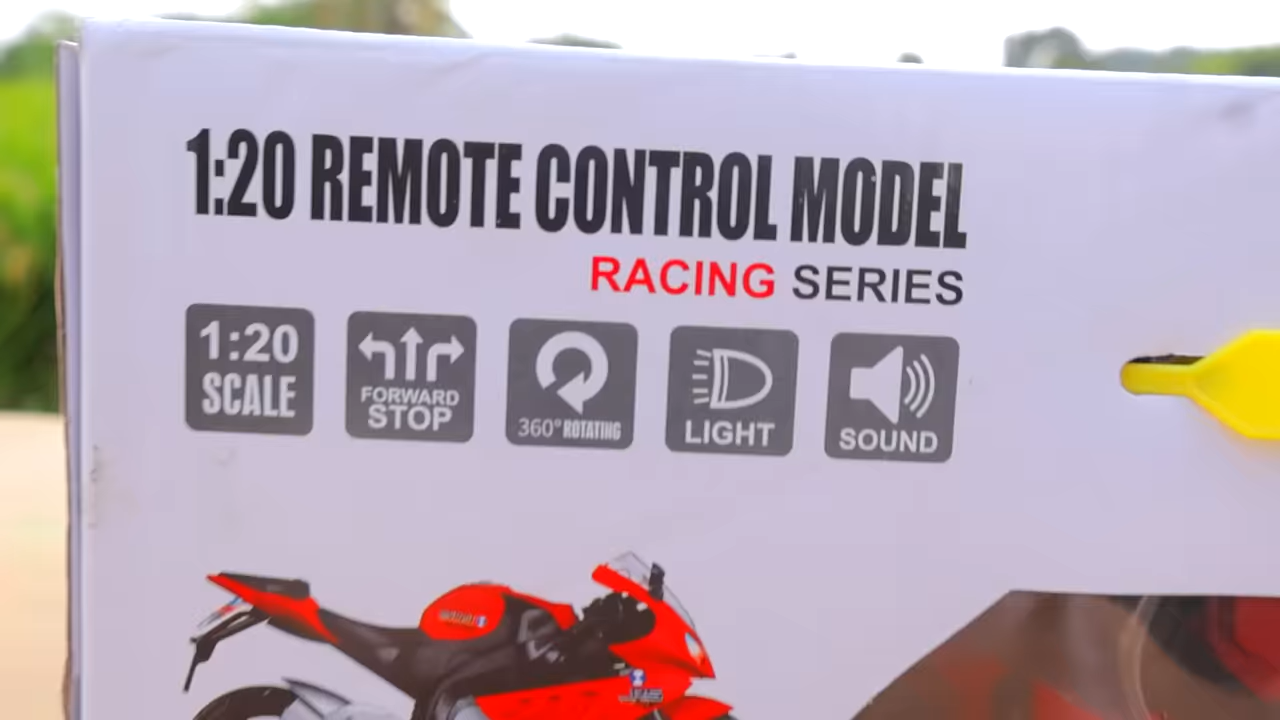 1:20 REMOTE CONTROL MODEL
RACING SERIES
1:20
SCALE
FORWARD
STOP
360° ROTATING
LIGHT
SOUND